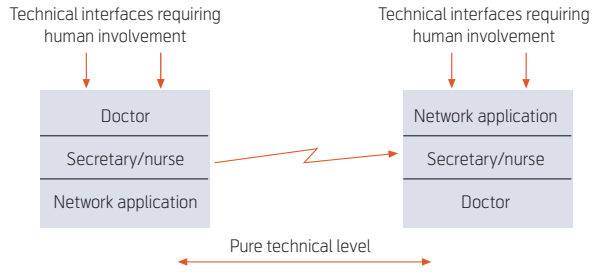 Technical interfaces requiring
human involvement
Technical interfaces requiring
human involvement
Doctor
Secretary/nurse
Network application
Network application
Secretary/nurse
Doctor
Pure technical level